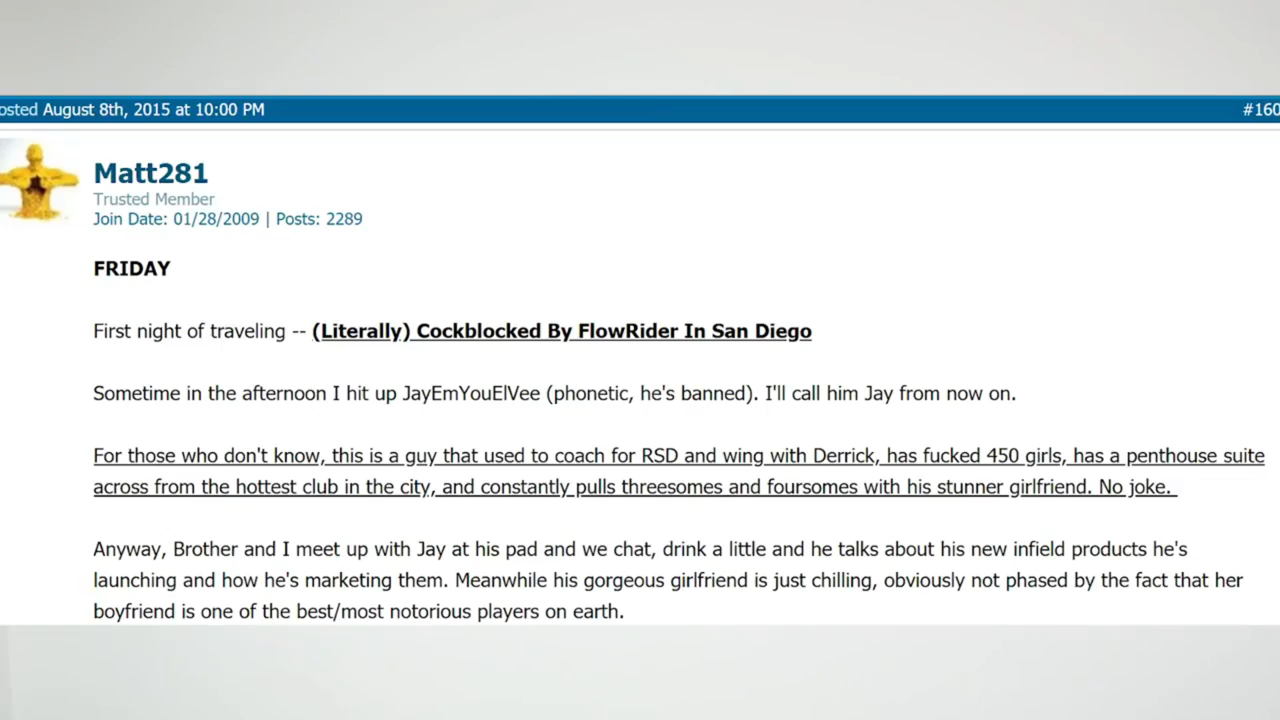 osted August 8th, 2015 at 10:00 PM #160
Matt281
Trusted Member
Join Date: 01/28/2009 | Posts: 2289
FRIDAY
First night of traveling -- (Literally) Cockblocked By FlowRider In San Diego
Sometime in the afternoon I hit up JayEmYouElVee (phonetic, he's banned). I'll call him Jay from now on.
For those who don't know, this is a guy that used to coach for RSD and wing with Derrick, has fucked 450 girls, has a penthouse suite
across from the hottest club in the city, and constantly pulls threesomes and foursomes with his stunner girlfriend. No joke.
Anyway, Brother and I meet up with Jay at his pad and we chat, drink a little and he talks about his new infield products he's
launching and how he's marketing them. Meanwhile his gorgeous girlfriend is just chilling, obviously not phased by the fact that her
boyfriend is one of the best/most notorious players on earth.